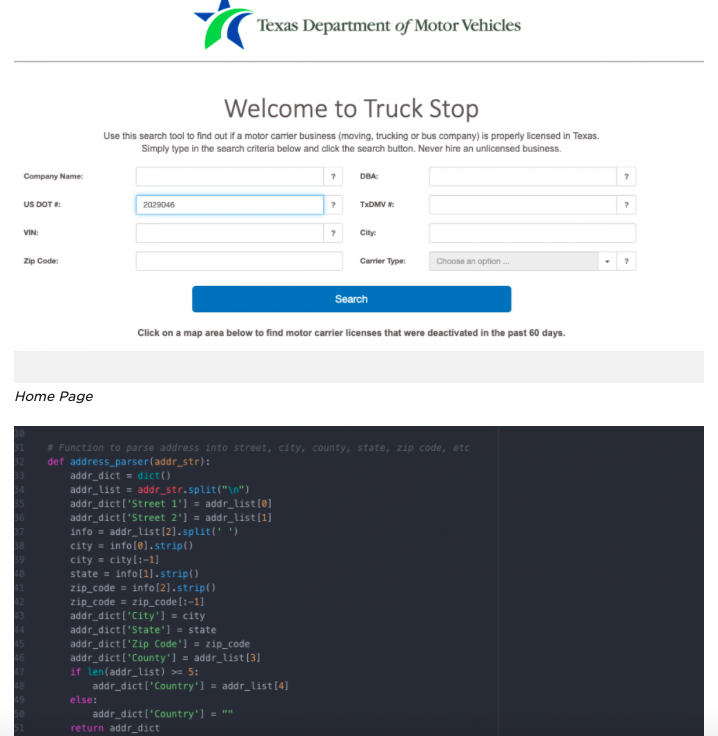 Texas Department of Motor Vehicles
Welcome to Truck Stop
Use this search tool to find out if a motor carrier business (moving, trucking or bus company) is properly licensed in Texas.
Simply type in the search criteria below and click the search button. Never hire an unlicensed business.
Company Name: ? DBA: ?
US DOT #: 2029046 ? TxDMV #: ?
VIN: ? City:
Zip Code: Carrier Type: Choose an option ... ?
Search
Click on a map area below to find motor carrier licenses that were deactivated in the past 60 days.
Home Page
30
31 # Function to parse address into street, city, county, state, zip code, etc
32 def address_parser(addr_str):
33 addr_dict = dict()
34 addr_list = addr_str.split("\n")
35 addr_dict['Street 1'] = addr_list[0]
36 addr_dict['Street 2'] = addr_list[1]
37 info = addr_list[2].split(' ')
38 city = info[0].strip()
39 city = city[:-1]
40 state = info[1].strip()
41 zip_code = info[2].strip()
42 zip_code = zip_code[:-1]
43 addr_dict['City'] = city
44 addr_dict['State'] = state
45 addr_dict['Zip Code'] = zip_code
46 addr_dict['County'] = addr_list[3]
47 if len(addr_list) >= 5:
48 addr_dict['Country'] = addr_list[4]
49 else:
50 addr_dict['Country'] = ""
51 return addr_dict